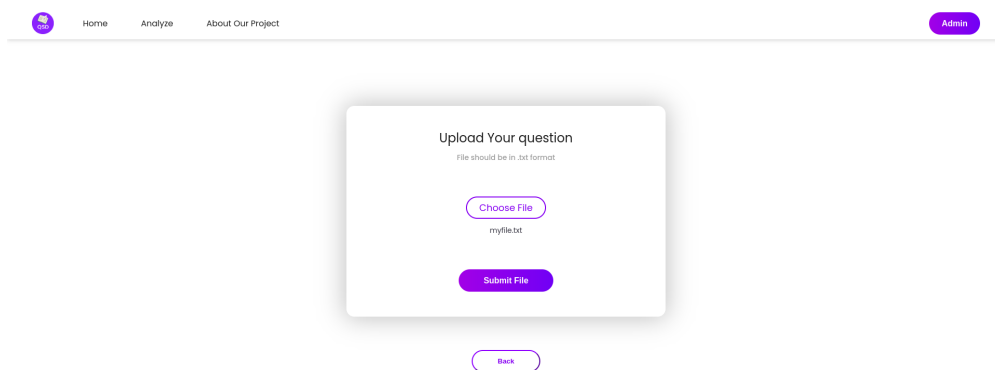 QSD
Home
Analyze
About Our Project
Admin
Upload Your question
File should be in .txt format
Choose File
myfile.txt
Submit File
Back